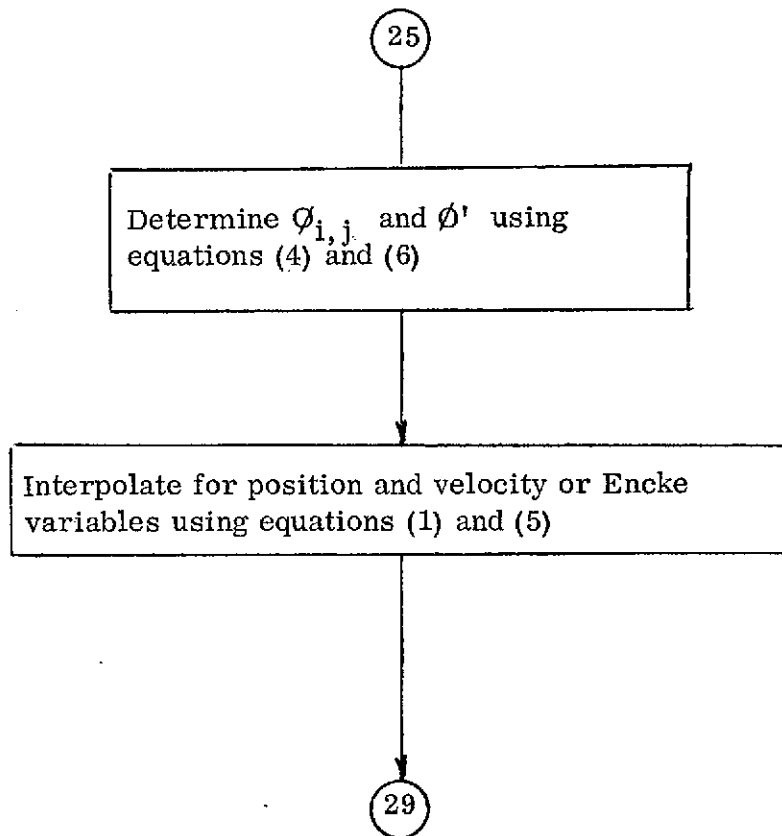 25
Determine Ø_{i,j} and Ø' using
equations (4) and (6)
Interpolate for position and velocity or Encke
variables using equations (1) and (5)
29